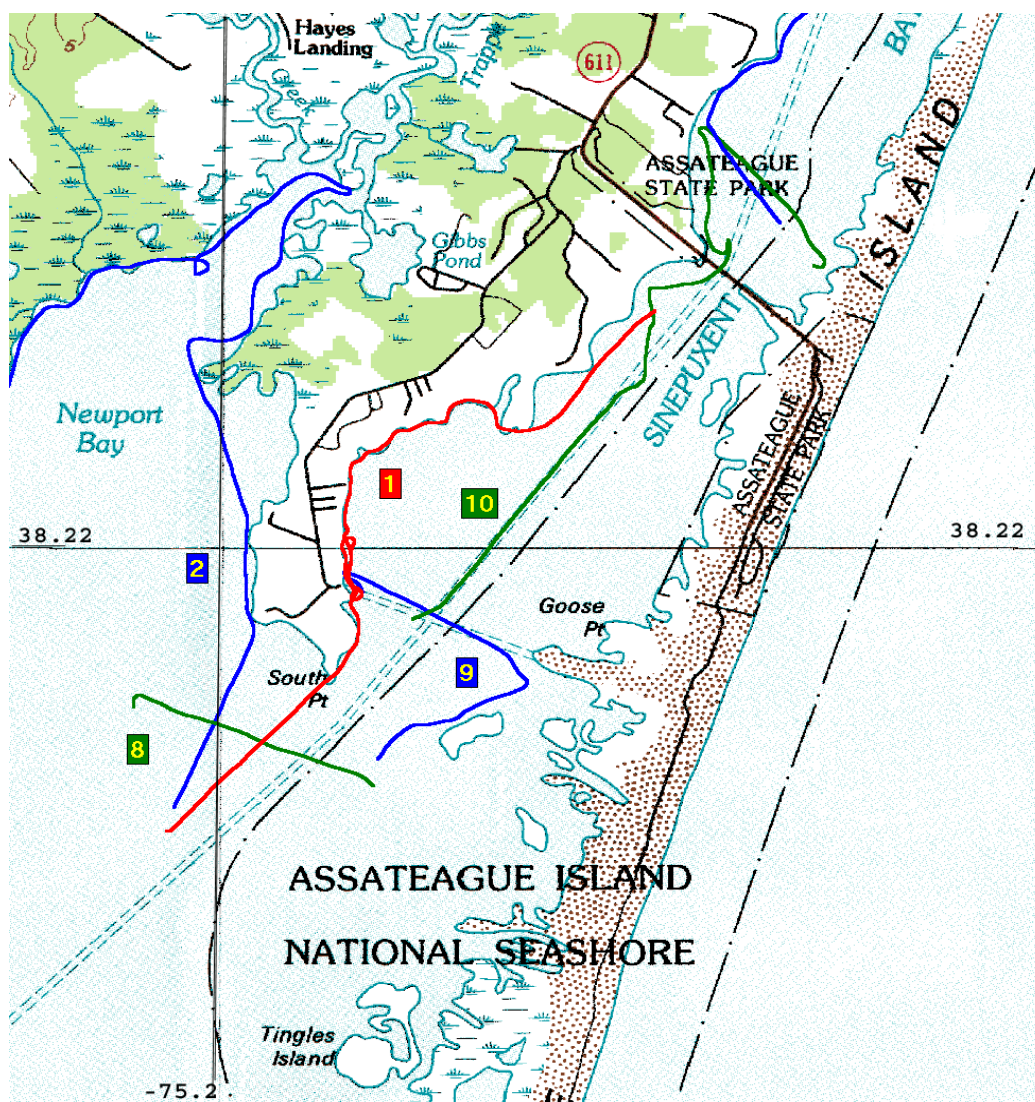 Hayes
Landing
5
Creek
Trappe
611
BAY
ISLAND
ASSATEAGUE
STATE PARK
Gibbs
Pond
SINEPUXENT
Newport
Bay
ASSATEAGUE
STATE PARK
1
10
38.22
38.22
2
Goose
Pt
9
South
Pt
8
ASSATEAGUE ISLAND
NATIONAL SEASHORE
Tingles
Island
-75.2